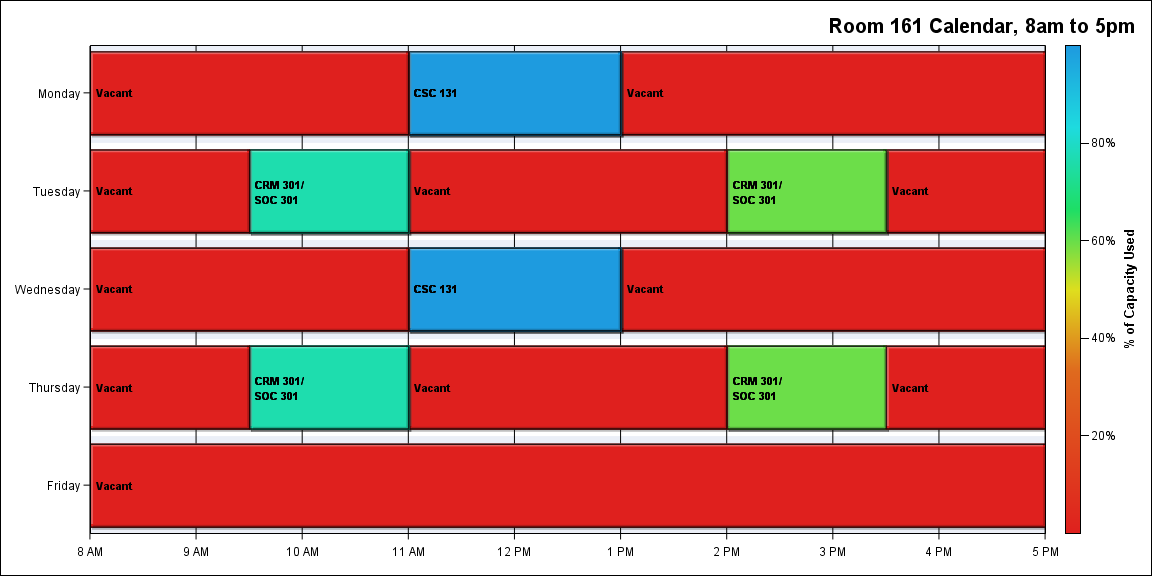 Room 161 Calendar, 8am to 5pm
Monday
Vacant
CSC 131
Vacant
Tuesday
Vacant
CRM 301/
SOC 301
Vacant
CRM 301/
SOC 301
Vacant
Wednesday
Vacant
CSC 131
Vacant
Thursday
Vacant
CRM 301/
SOC 301
Vacant
CRM 301/
SOC 301
Vacant
Friday
Vacant
8 AM
9 AM
10 AM
11 AM
12 PM
1 PM
2 PM
3 PM
4 PM
5 PM
80%
60%
40%
20%
% of Capacity Used